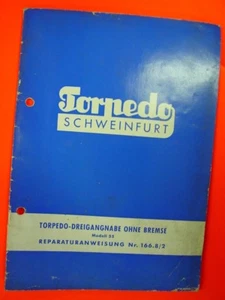 Torpedo
SCHWEINFURT
TORPEDO-DREIGANGNABE OHNE BREMSE
Modell 55
REPARATURANWEISUNG Nr. 166.8/2